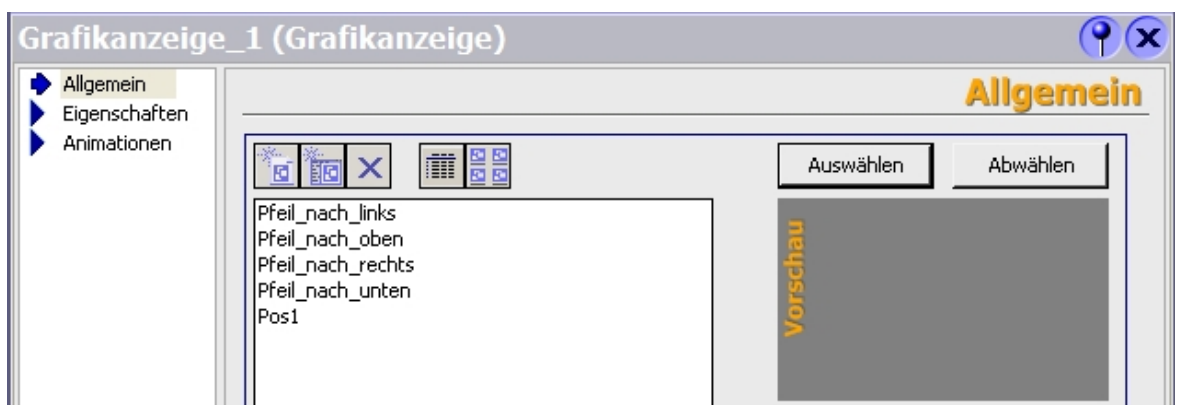 Grafikanzeige_1 (Grafikanzeige)
Allgemein
Eigenschaften
Animationen
Allgemein
Auswählen
Abwählen
Pfeil_nach_links
Pfeil_nach_oben
Pfeil_nach_rechts
Pfeil_nach_unten
Pos1
Vorschau